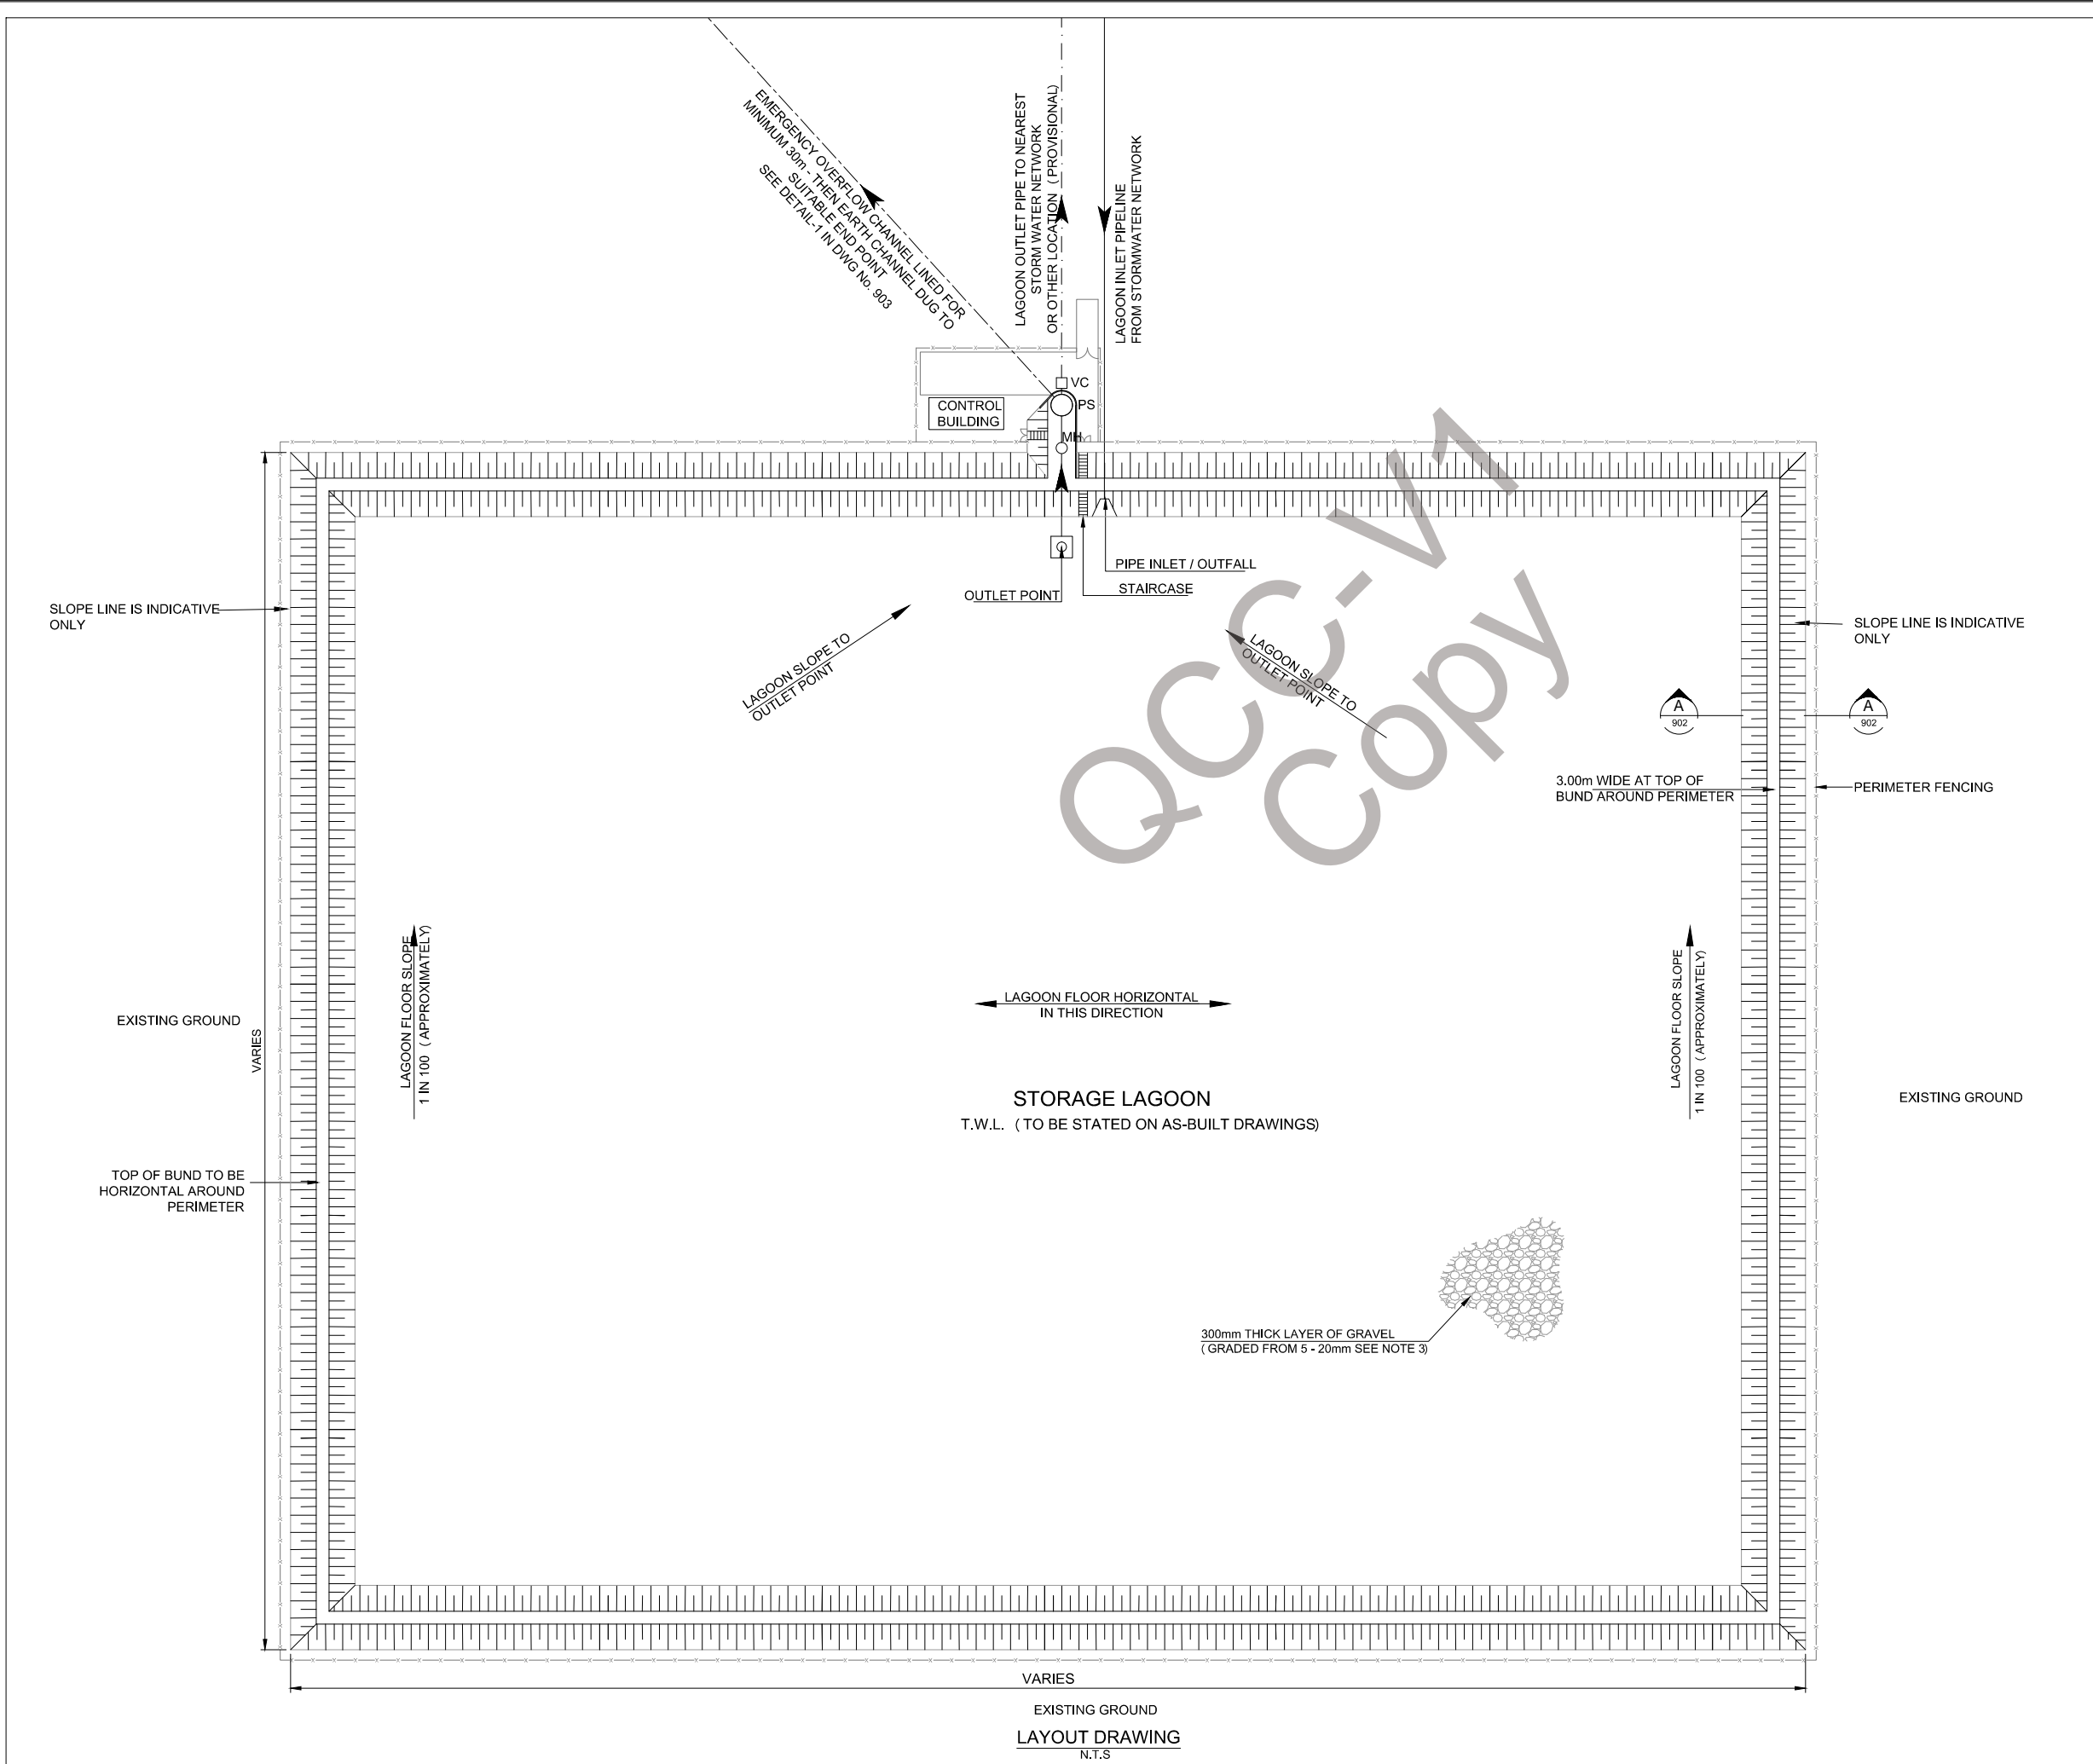 EMERGENCY OVERFLOW CHANNEL LINED FOR
MINIMUM 30m - THEN EARTH CHANNEL DUG TO
SUITABLE END POINT
SEE DETAIL-1 IN DWG No. 903
LAGOON OUTLET PIPE TO NEAREST
STORM WATER NETWORK
OR OTHER LOCATION (PROVISIONAL)
LAGOON INLET PIPELINE
FROM STORMWATER NETWORK
VC
PS
CONTROL
BUILDING
MH
PIPE INLET / OUTFALL
STAIRCASE
OUTLET POINT
SLOPE LINE IS INDICATIVE
ONLY
SLOPE LINE IS INDICATIVE
ONLY
LAGOON SLOPE TO
OUTLET POINT
LAGOON SLOPE TO
OUTLET POINT
QCC-V1
Copy
A
902
A
902
3.00m WIDE AT TOP OF
BUND AROUND PERIMETER
PERIMETER FENCING
LAGOON FLOOR SLOPE
1 IN 100 (APPROXIMATELY)
LAGOON FLOOR HORIZONTAL
IN THIS DIRECTION
LAGOON FLOOR SLOPE
1 IN 100 (APPROXIMATELY)
EXISTING GROUND
VARIES
STORAGE LAGOON
T.W.L. (TO BE STATED ON AS-BUILT DRAWINGS)
EXISTING GROUND
TOP OF BUND TO BE
HORIZONTAL AROUND
PERIMETER
300mm THICK LAYER OF GRAVEL
(GRADED FROM 5 - 20mm SEE NOTE 3)
VARIES
EXISTING GROUND
LAYOUT DRAWING
N.T.S